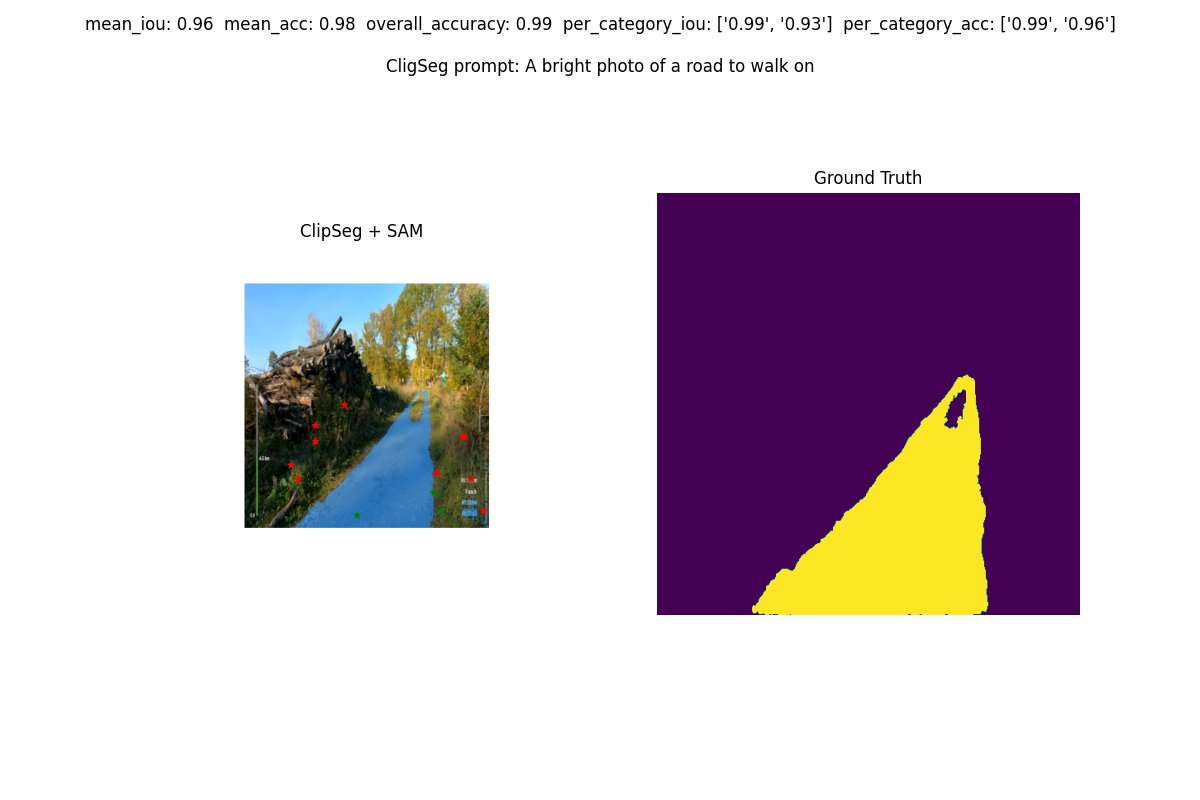 mean_iou: 0.96 mean_acc: 0.98 overall_accuracy: 0.99 per_category_iou: ['0.99', '0.93'] per_category_acc: ['0.99', '0.96']
CligSeg prompt: A bright photo of a road to walk on
Ground Truth
ClipSeg + SAM